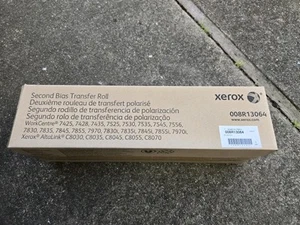 Second Bias Transfer Roll
Deuxième rouleau de transfert polarisé
Segundo rodillo de transferencia de polarización
Segundo rolo de transferência de polarização
WorkCentre® 7425, 7428, 7435, 7525, 7530, 7535, 7545, 7556,
7830, 7835, 7845, 7855, 7970, 7830i, 7835i, 7845i, 7855i, 7970i,
Xerox® AltaLink® C8030, C8035, C8045, C8055, C8070
xerox
008R13064
www.xerox.com
008R13064